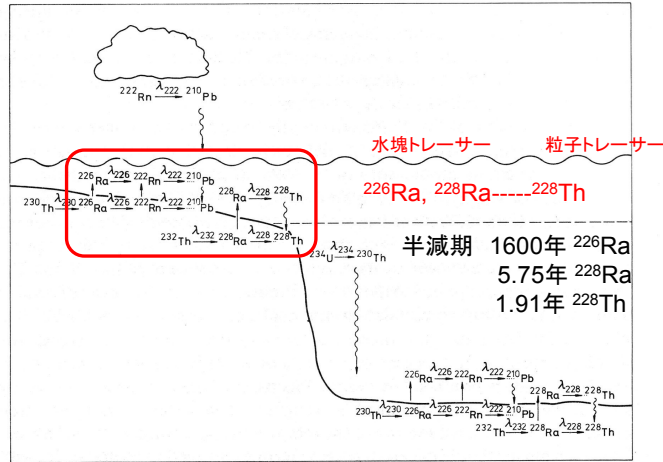 ²²²Rn —λ₂₂₂→ ²¹⁰Pb
水塊トレーサー 粒子トレーサー
²²⁶Ra —λ₂₂₆→ ²²²Rn —λ₂₂₂→ ²¹⁰Pb
²²⁸Ra —λ₂₂₈→ ²²⁸Th
²²⁶Ra, ²²⁸Ra-----²²⁸Th
²³⁰Th —λ₂₃₀→ ²²⁶Ra —λ₂₂₆→ ²²²Rn —λ₂₂₂→ ²¹⁰Pb
²³²Th —λ₂₃₂→ ²²⁸Ra —λ₂₂₈→ ²²⁸Th
²³⁴U —λ₂₃₄→ ²³⁰Th
半減期 1600年 ²²⁶Ra
5.75年 ²²⁸Ra
1.91年 ²²⁸Th
²²⁶Ra —λ₂₂₆→ ²²²Rn —λ₂₂₂→ ²¹⁰Pb
²²⁸Ra —λ₂₂₈→ ²²⁸Th
²³⁰Th —λ₂₃₀→ ²²⁶Ra —λ₂₂₆→ ²²²Rn —λ₂₂₂→ ²¹⁰Pb
²³²Th —λ₂₃₂→ ²²⁸Ra —λ₂₂₈→ ²²⁸Th